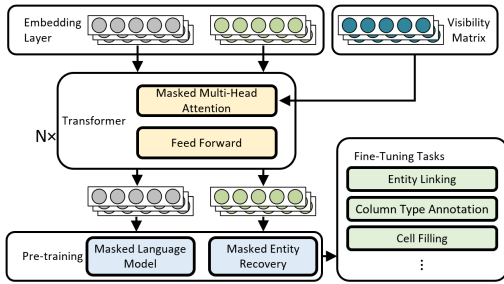 Embedding
Layer
Visibility
Matrix
Transformer
Masked Multi-Head
Attention
Feed Forward
N×
Fine-Tuning Tasks
Entity Linking
Column Type Annotation
Cell Filling
⋮
Pre-training
Masked Language
Model
Masked Entity
Recovery